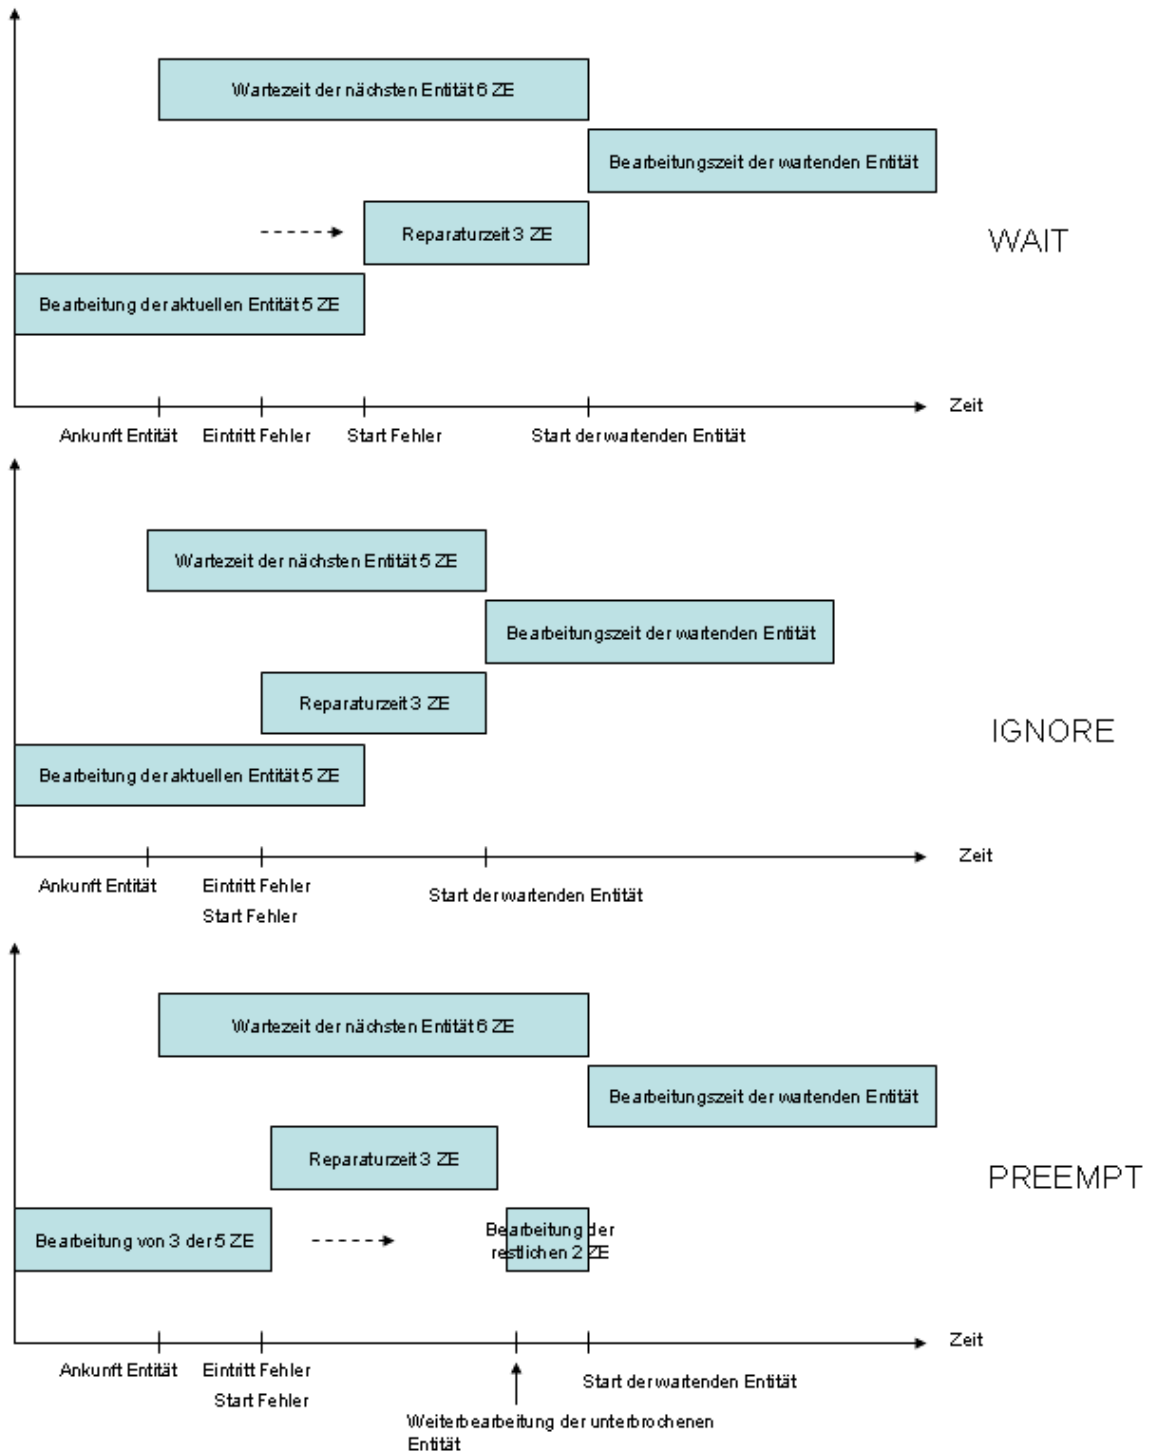 Wartezeit der nächsten Entität 6 ZE
Bearbeitungszeit der wartenden Entität
Reparaturzeit 3 ZE
WAIT
Bearbeitung der aktuellen Entität 5 ZE
Zeit
Ankunft Entität
Eintritt Fehler
Start Fehler
Start der wartenden Entität
Wartezeit der nächsten Entität 5 ZE
Bearbeitungszeit der wartenden Entität
Reparaturzeit 3 ZE
IGNORE
Bearbeitung der aktuellen Entität 5 ZE
Zeit
Ankunft Entität
Eintritt Fehler
Start Fehler
Start der wartenden Entität
Wartezeit der nächsten Entität 6 ZE
Bearbeitungszeit der wartenden Entität
Reparaturzeit 3 ZE
PREEMPT
Bearbeitung von 3 der 5 ZE
Bearbeitung der
restlichen 2 ZE
Zeit
Ankunft Entität
Eintritt Fehler
Start Fehler
Start der wartenden Entität
Weiterbearbeitung der unterbrochenen
Entität